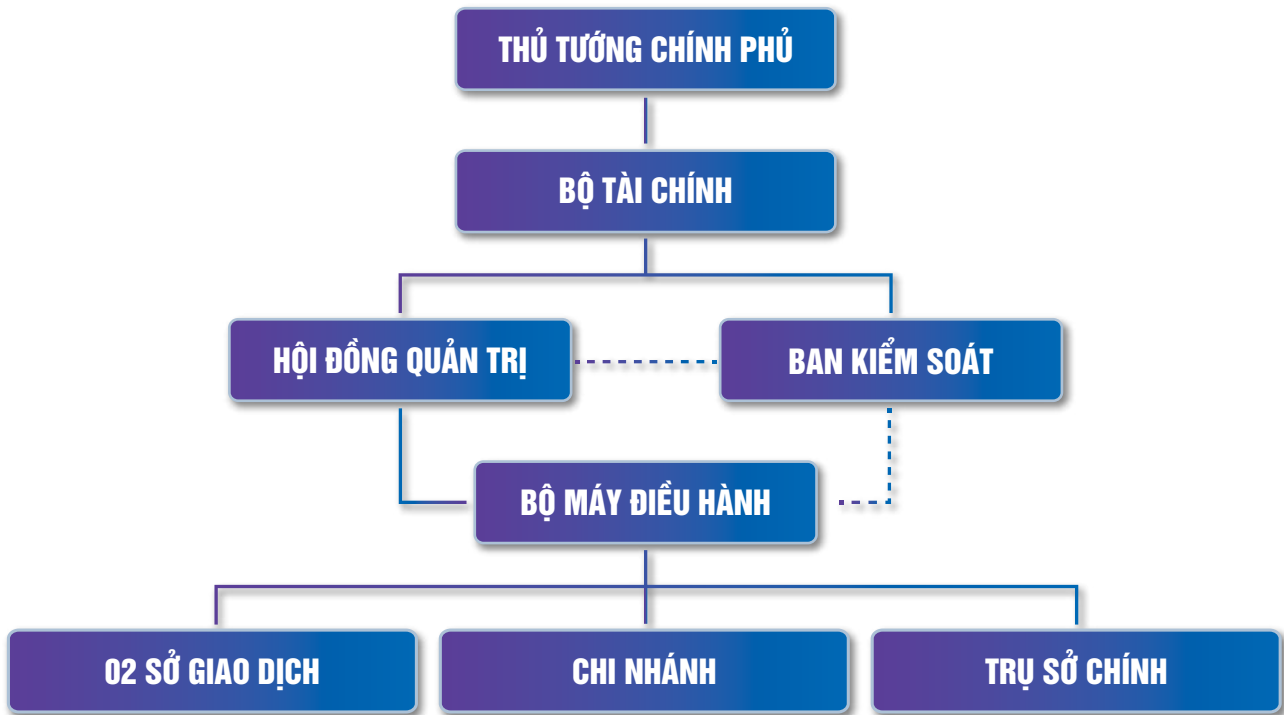 THỦ TƯỚNG CHÍNH PHỦ
BỘ TÀI CHÍNH
HỘI ĐỒNG QUẢN TRỊ
BAN KIỂM SOÁT
BỘ MÁY ĐIỀU HÀNH
02 SỞ GIAO DỊCH
CHI NHÁNH
TRỤ SỞ CHÍNH